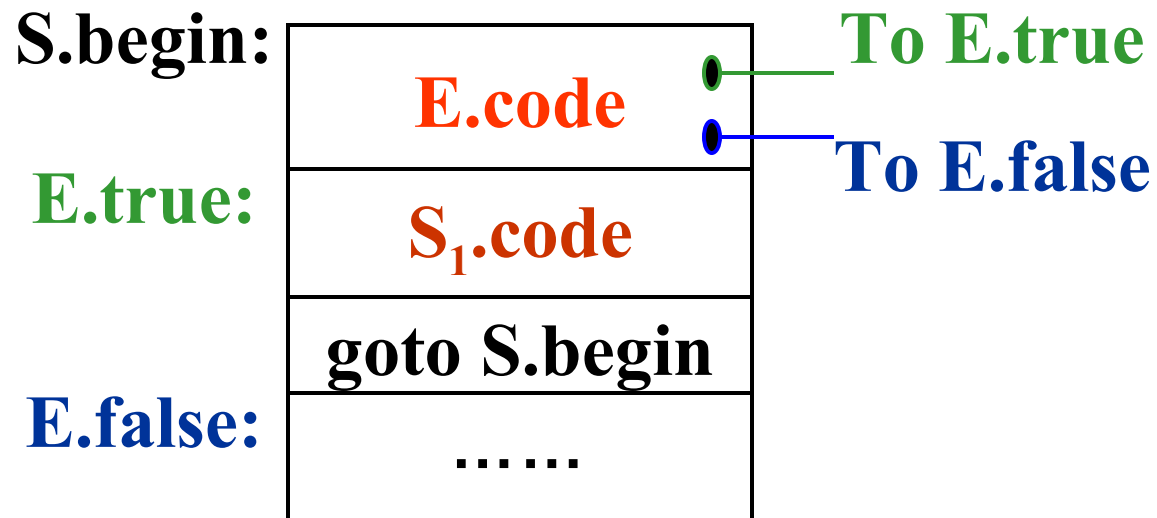 S.begin:
To E.true
E.code
To E.false
E.true:
S₁.code
goto S.begin
E.false:
……